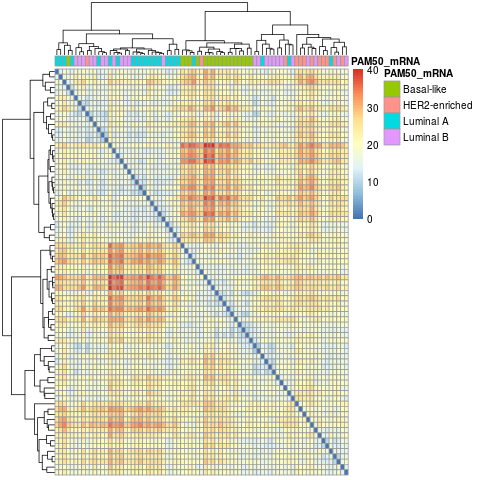 PAM50_mRNA
40
30
20
10
0
PAM50_mRNA
Basal-like
HER2-enriched
Luminal A
Luminal B